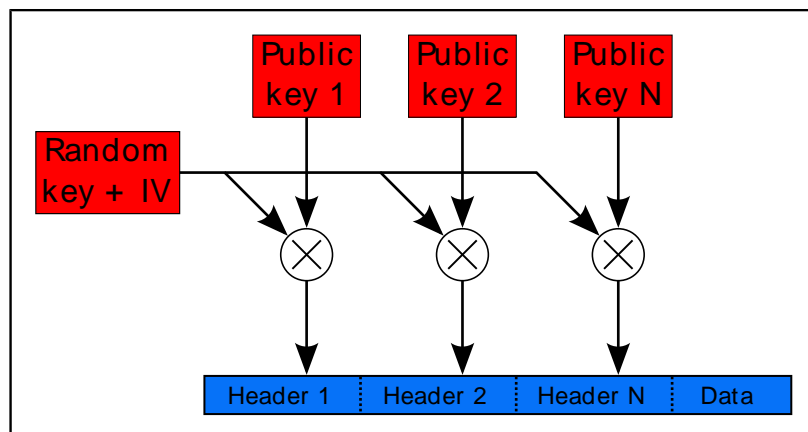 Public
key 1
Public
key 2
Public
key N
Random
key + IV
Header 1
Header 2
Header N
Data